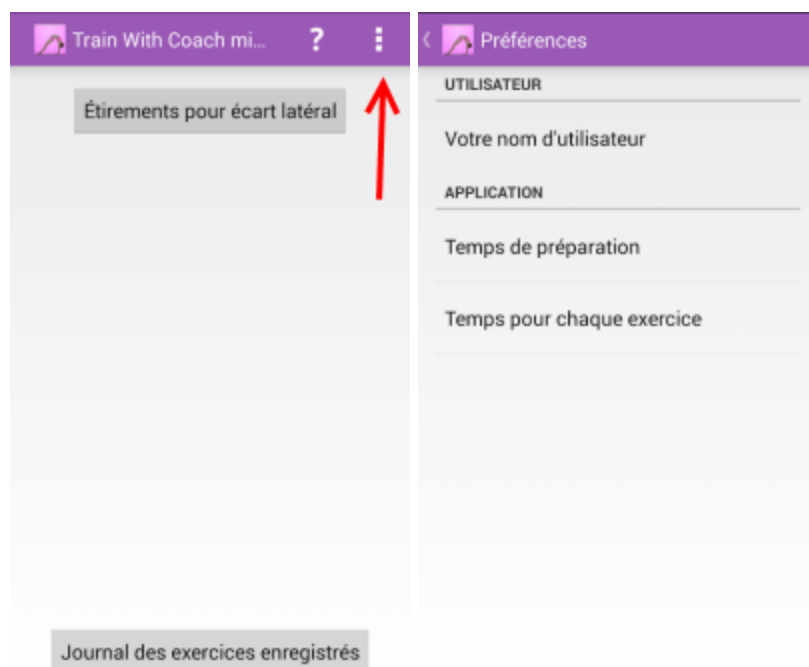 Train With Coach mi...
?
Étirements pour écart latéral
Journal des exercices enregistrés
Préférences
UTILISATEUR
Votre nom d'utilisateur
APPLICATION
Temps de préparation
Temps pour chaque exercice